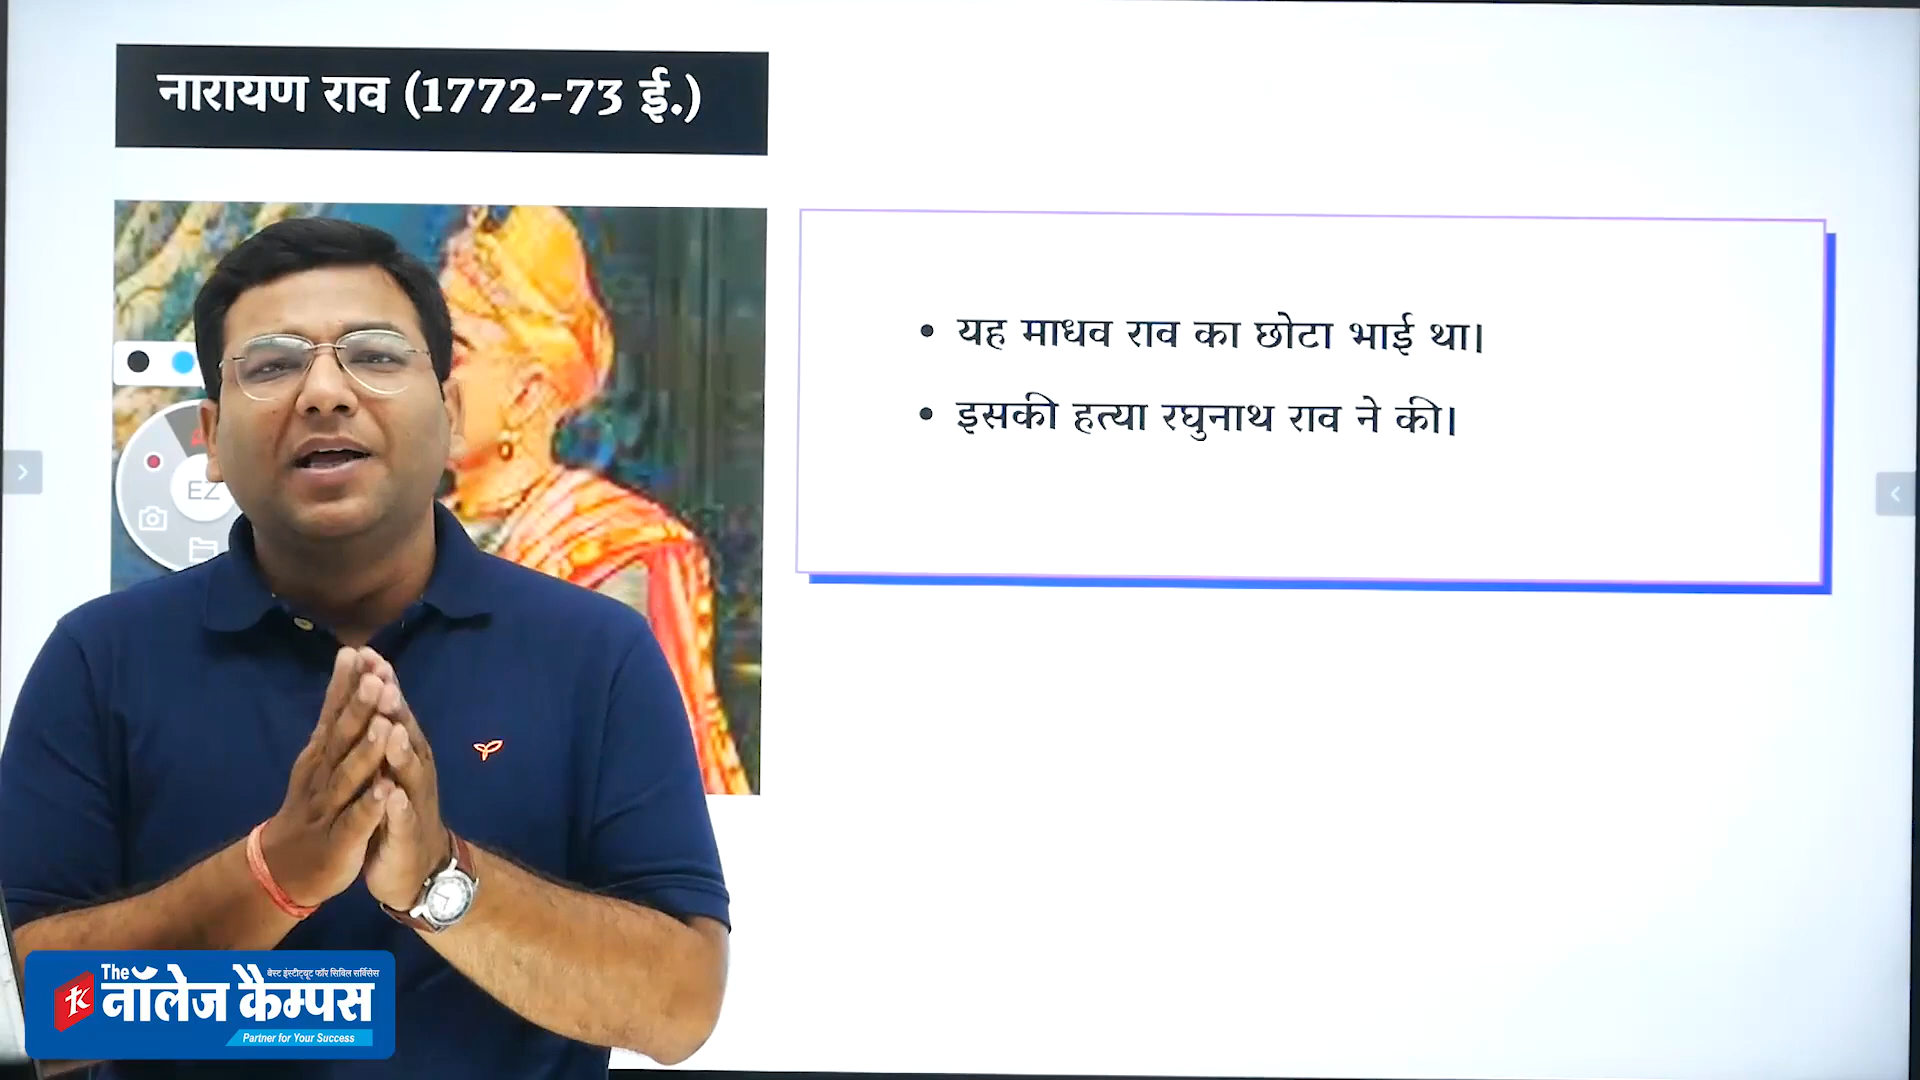 नारायण राव (1772-73 ई.)
• यह माधव राव का छोटा भाई था।
• इसकी हत्या रघुनाथ राव ने की।
EZ
The
बेस्ट इंस्टीट्यूट फॉर सिविल सर्विसेस
नॉलेज कैम्पस
Partner for Your Success